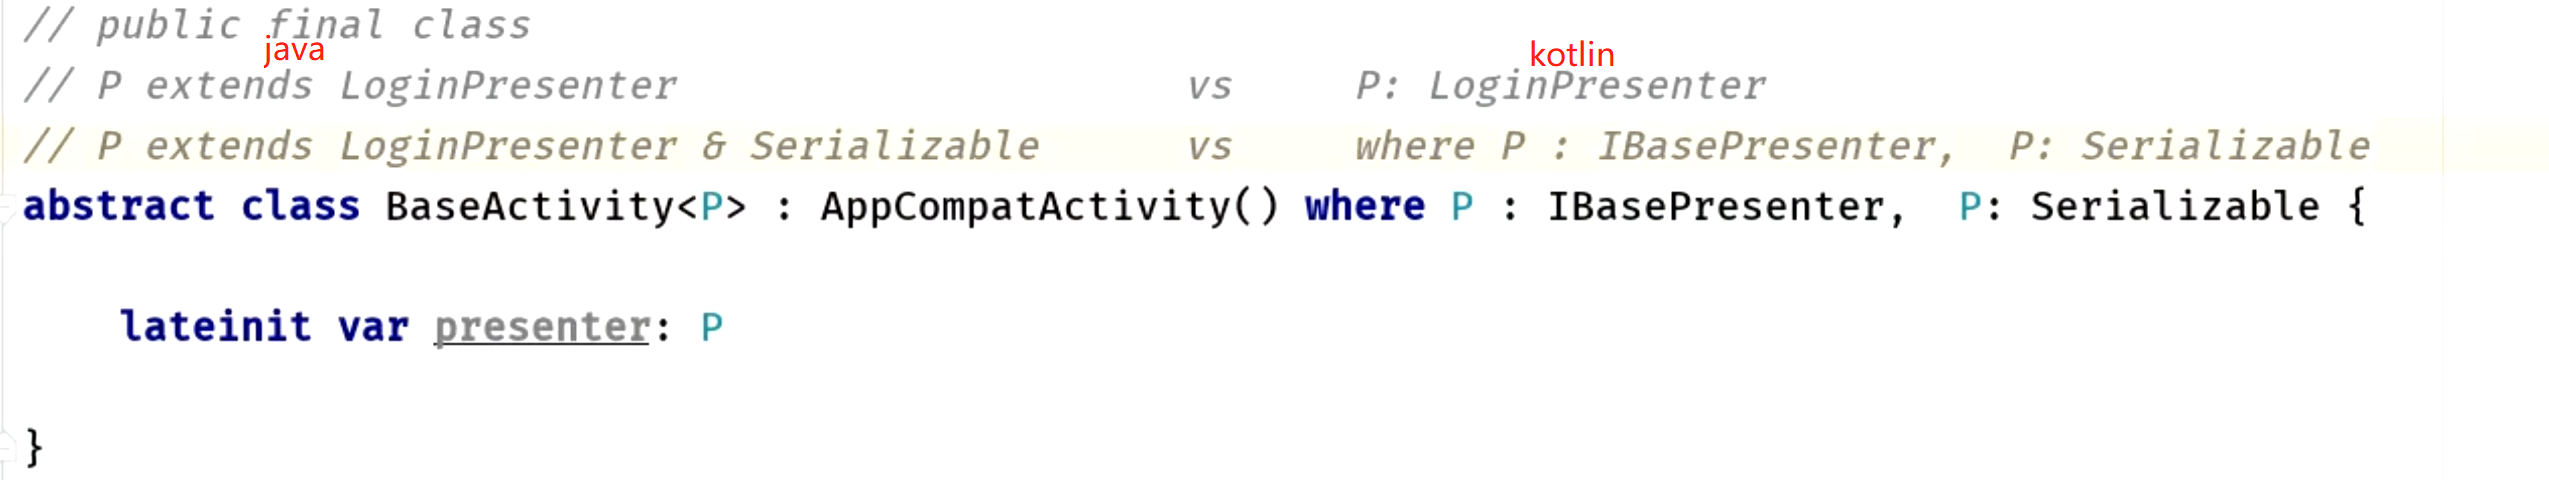 // public final class
java
kotlin
// P extends LoginPresenter vs P: LoginPresenter
// P extends LoginPresenter & Serializable vs where P : IBasePresenter, P: Serializable
abstract class BaseActivity<P> : AppCompatActivity() where P : IBasePresenter, P: Serializable {
lateinit var presenter: P
}